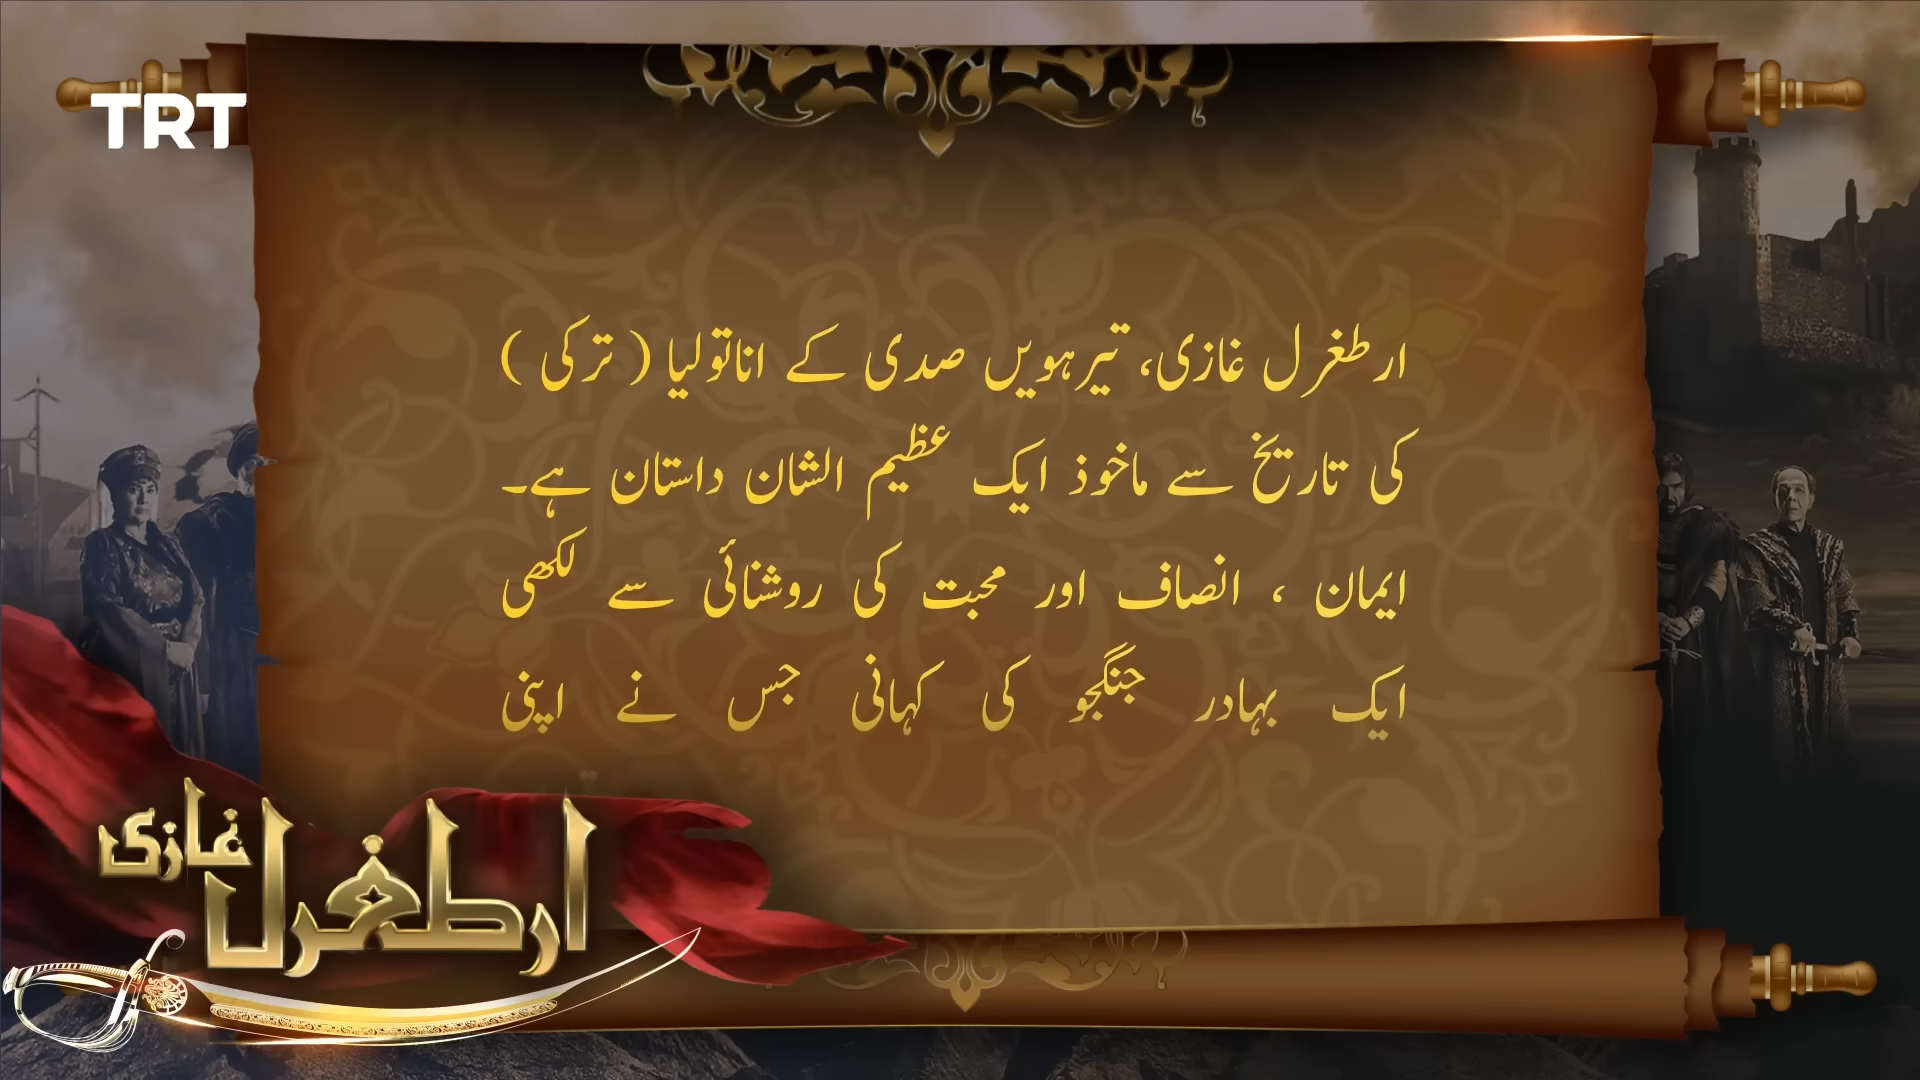 TRT
ارطغرل غازی، تیرہویں صدی کے اناتولیا ( ترکی )
کی تاریخ سے ماخوذ ایک عظیم الشان داستان ہے۔
ایمان ، انصاف اور محبت کی روشنائی سے لکھی
ایک بہادر جنگجو کی کہانی جس نے اپنی
ارطغرل غازی